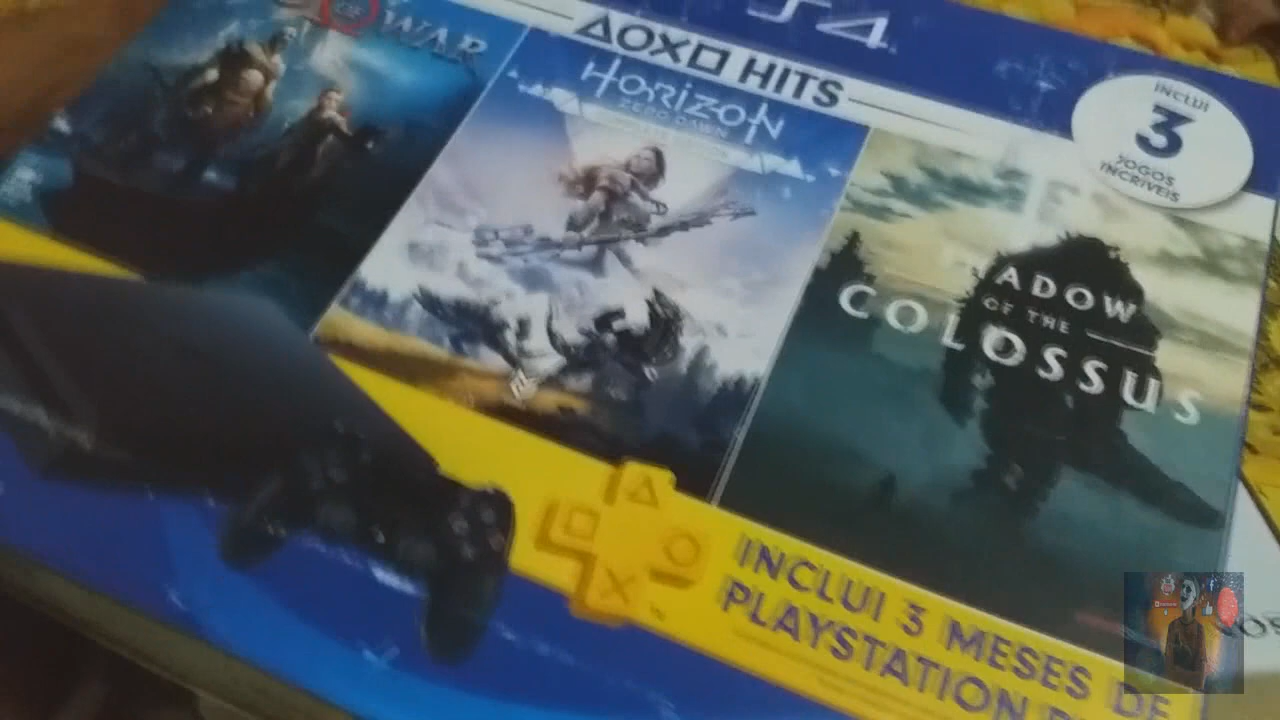 OF
WAR
PS4
HITS
HORIZON
ZERO DAWN
INCLUI
3
JOGOS
INCRÍVEIS
ADOW
OF THE
COLOSSUS
INCLUI 3 MESES DE
PLAYSTATION